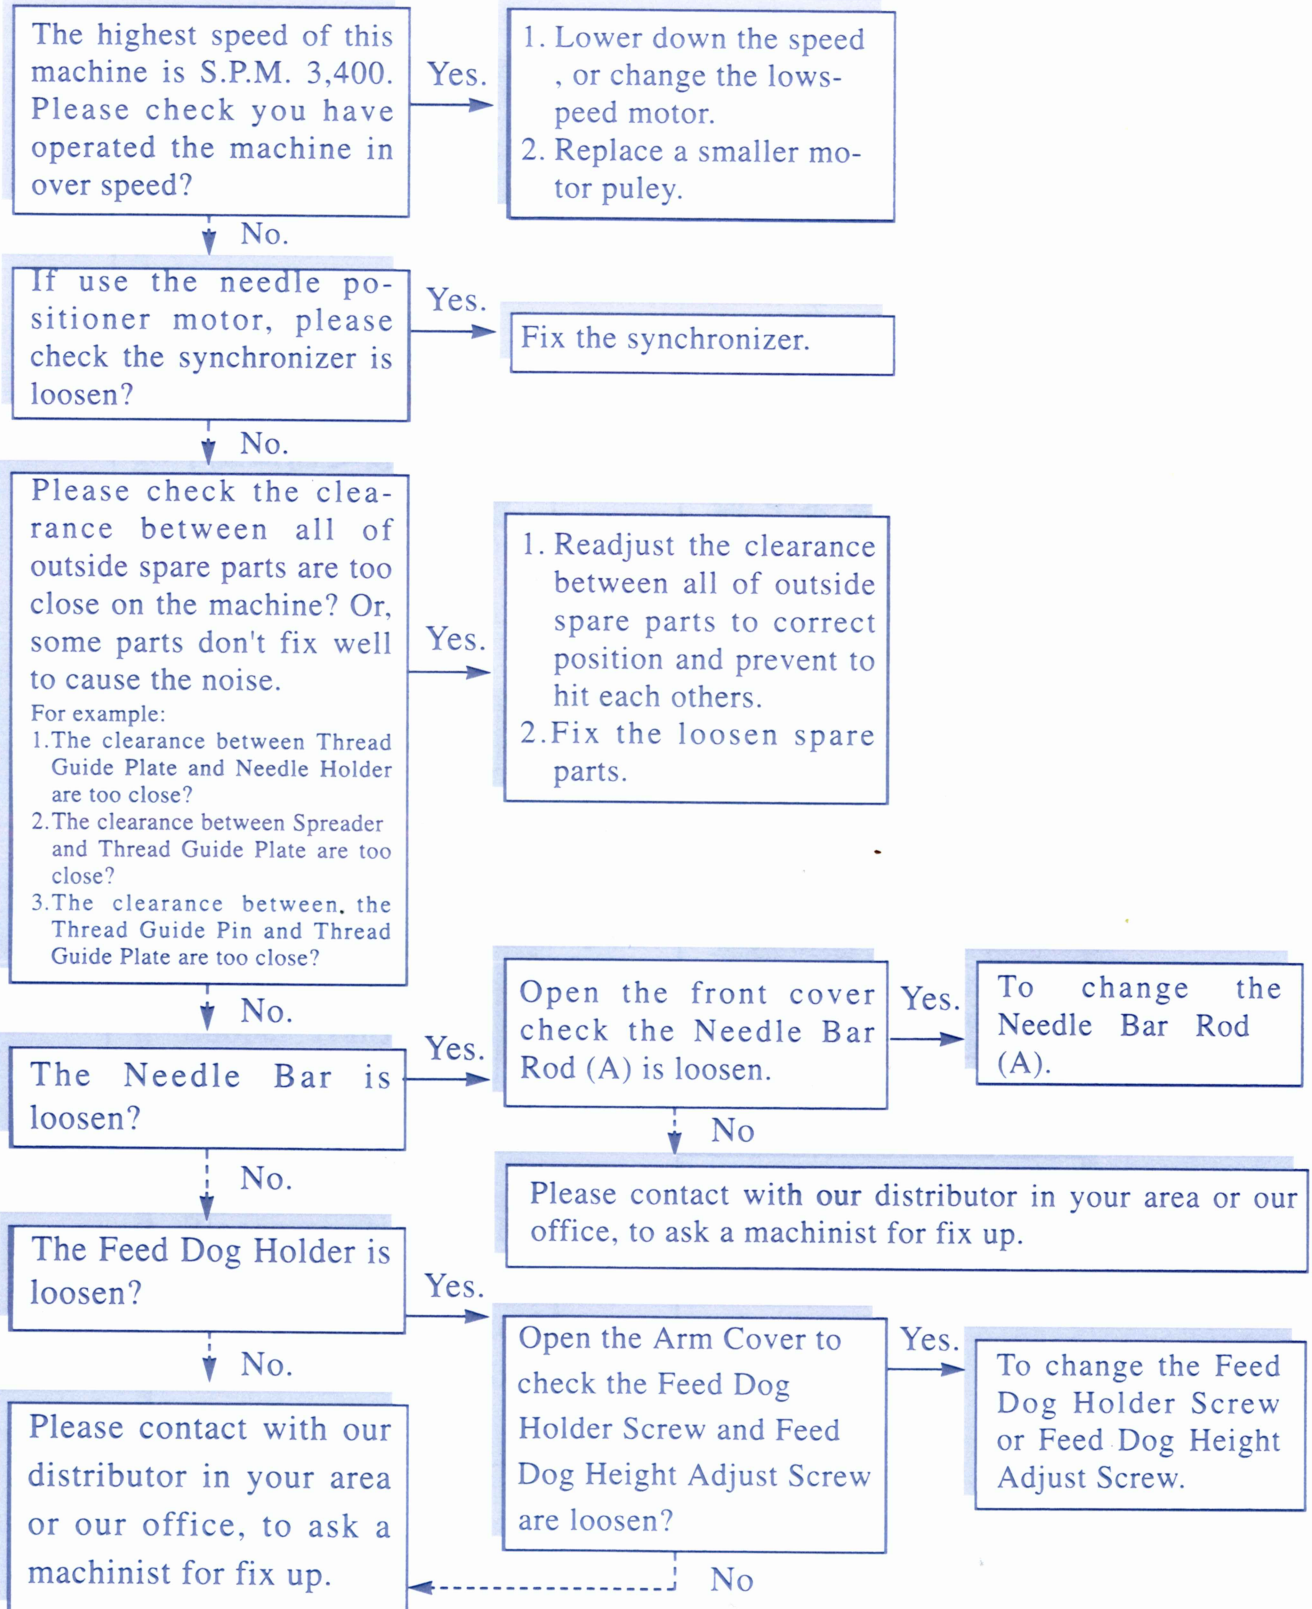 The highest speed of this
machine is S.P.M. 3,400.
Please check you have
operated the machine in
over speed?
Yes.
1. Lower down the speed
, or change the lows-
peed motor.
2. Replace a smaller mo-
tor puley.
No.
If use the needle po-
sitioner motor, please
check the synchronizer is
loosen?
Yes.
Fix the synchronizer.
No.
Please check the clea-
rance between all of
outside spare parts are too
close on the machine? Or,
some parts don't fix well
to cause the noise.
For example:
1.The clearance between Thread
Guide Plate and Needle Holder
are too close?
2.The clearance between Spreader
and Thread Guide Plate are too
close?
3.The clearance between. the
Thread Guide Pin and Thread
Guide Plate are too close?
Yes.
1. Readjust the clearance
between all of outside
spare parts to correct
position and prevent to
hit each others.
2.Fix the loosen spare
parts.
No.
The Needle Bar is
loosen?
Yes.
Open the front cover
check the Needle Bar
Rod (A) is loosen.
Yes.
To change the
Needle Bar Rod
(A).
No
Please contact with our distributor in your area or our
office, to ask a machinist for fix up.
No.
The Feed Dog Holder is
loosen?
Yes.
Open the Arm Cover to
check the Feed Dog
Holder Screw and Feed
Dog Height Adjust Screw
are loosen?
Yes.
To change the Feed
Dog Holder Screw
or Feed Dog Height
Adjust Screw.
No.
Please contact with our
distributor in your area
or our office, to ask a
machinist for fix up.
No